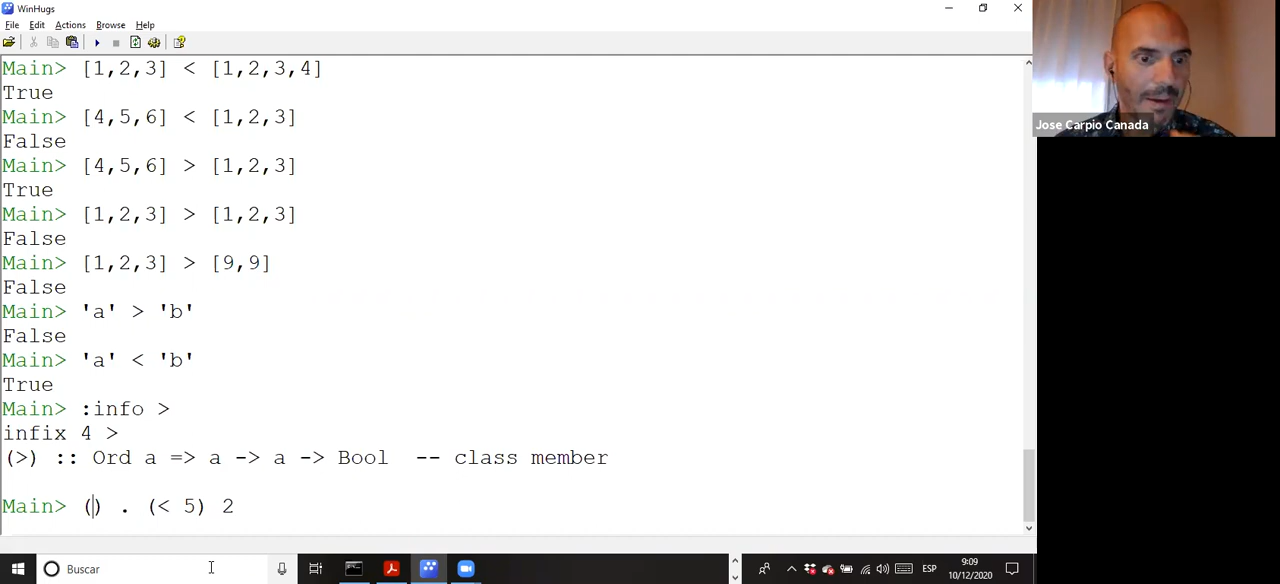 WinHugs
File Edit Actions Browse Help
Main> [1,2,3] < [1,2,3,4]
True
Main> [4,5,6] < [1,2,3]
False
Main> [4,5,6] > [1,2,3]
True
Main> [1,2,3] > [1,2,3]
False
Main> [1,2,3] > [9,9]
False
Main> 'a' > 'b'
False
Main> 'a' < 'b'
True
Main> :info >
infix 4 >
(>) :: Ord a => a -> a -> Bool  -- class member
Main> () . (< 5) 2
Jose Carpio Canada
Buscar
ESP
9:09
10/12/2020